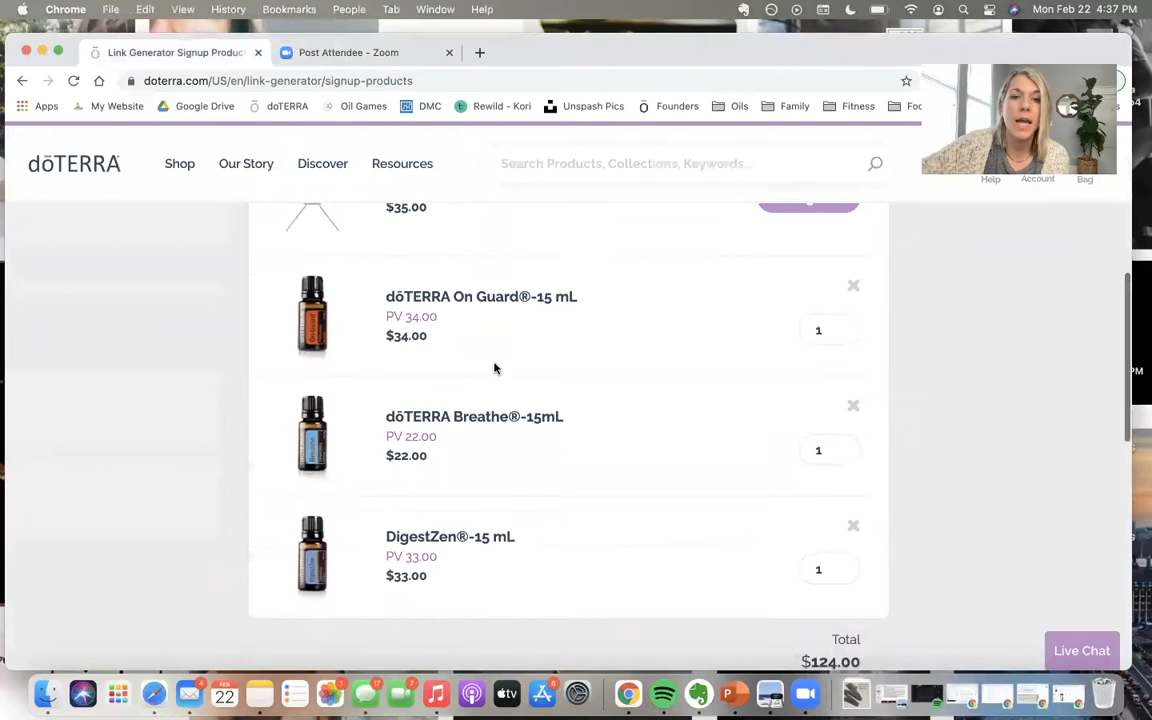 Chrome File Edit View History Bookmarks People Tab Window Help Mon Feb 22 4:37 PM
Link Generator Signup Produc Post Attendee - Zoom
doterra.com/US/en/link-generator/signup-products
Apps My Website Google Drive dōTERRA Oil Games DMC Rewild - Kori Unspash Pics Founders Oils Family Fitness Foc
dōTERRA Shop Our Story Discover Resources Search Products, Collections, Keywords...
Help Account Bag
$35.00
dōTERRA On Guard®-15 mL
PV 34.00
$34.00
1
dōTERRA Breathe®-15mL
PV 22.00
$22.00
1
DigestZen®-15 mL
PV 33.00
$33.00
1
Total
$124.00
Live Chat